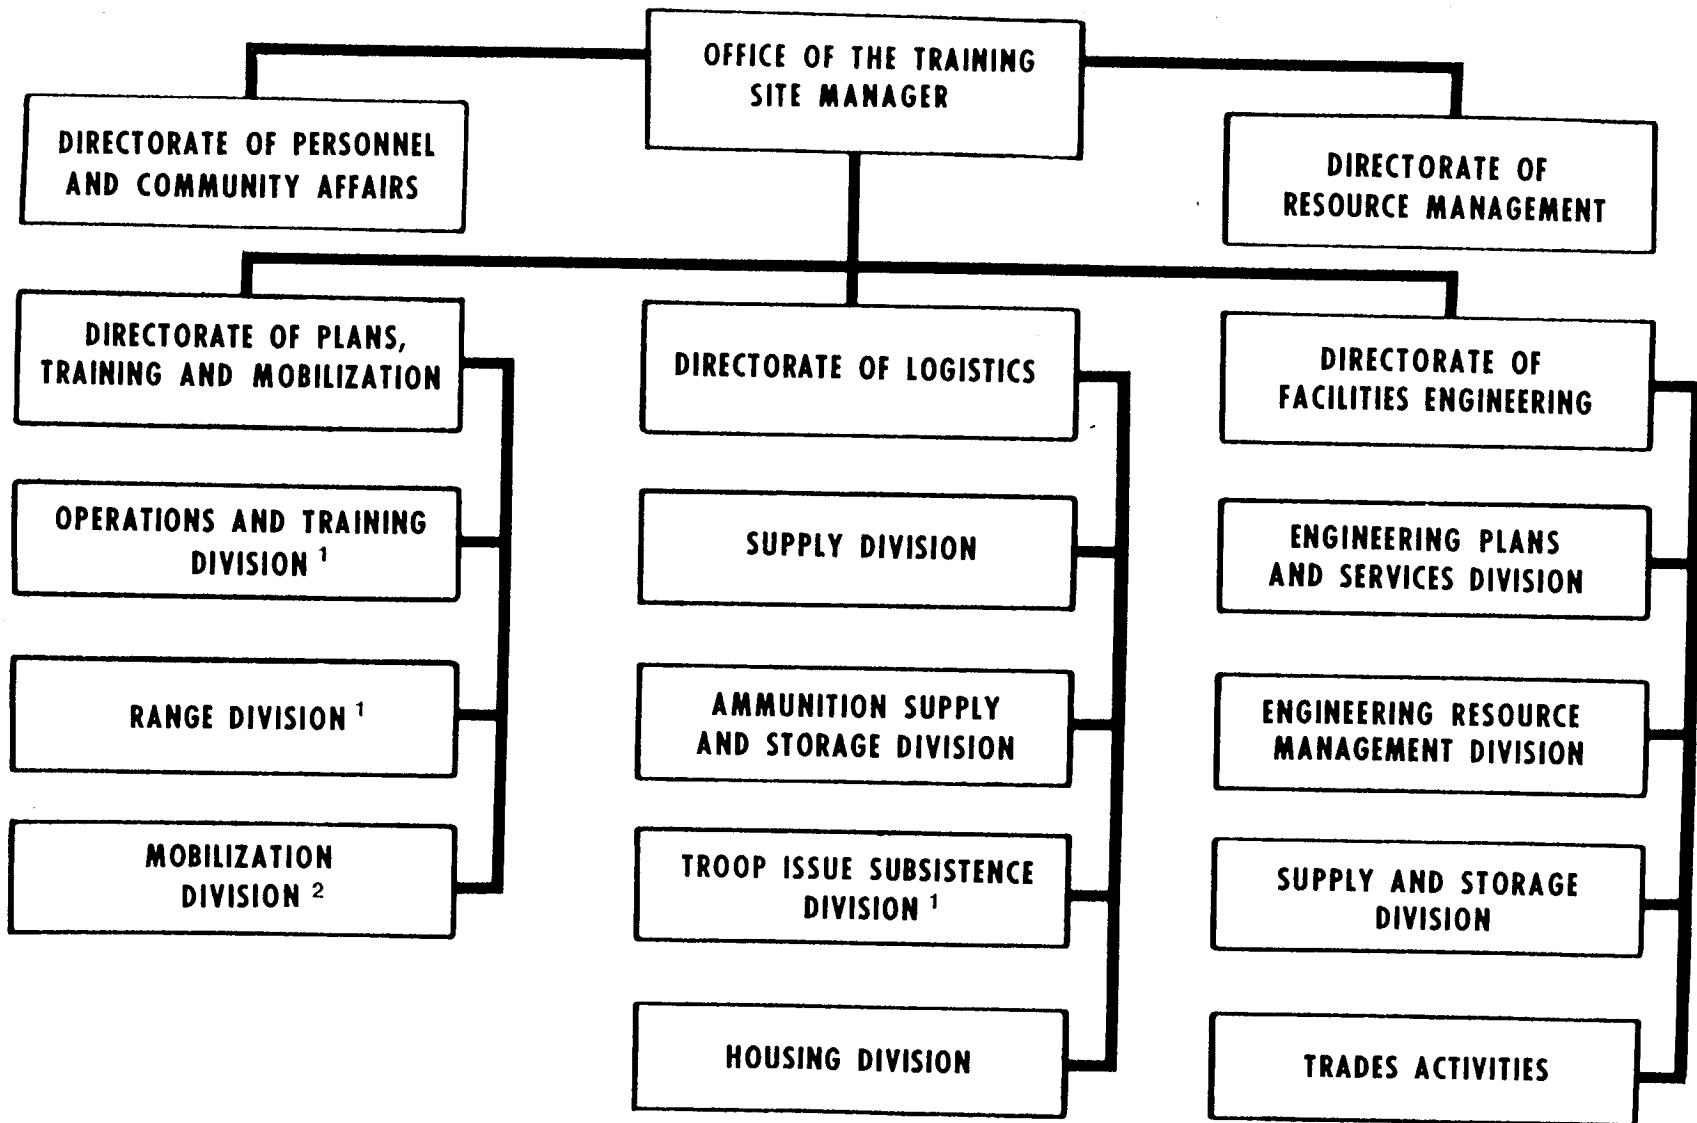 OFFICE OF THE TRAINING
SITE MANAGER
DIRECTORATE OF PERSONNEL
AND COMMUNITY AFFAIRS
DIRECTORATE OF
RESOURCE MANAGEMENT
DIRECTORATE OF PLANS,
TRAINING AND MOBILIZATION
OPERATIONS AND TRAINING
DIVISION 1
RANGE DIVISION 1
MOBILIZATION
DIVISION 2
DIRECTORATE OF LOGISTICS
SUPPLY DIVISION
AMMUNITION SUPPLY
AND STORAGE DIVISION
TROOP ISSUE SUBSISTENCE
DIVISION 1
HOUSING DIVISION
DIRECTORATE OF
FACILITIES ENGINEERING
ENGINEERING PLANS
AND SERVICES DIVISION
ENGINEERING RESOURCE
MANAGEMENT DIVISION
SUPPLY AND STORAGE
DIVISION
TRADES ACTIVITIES